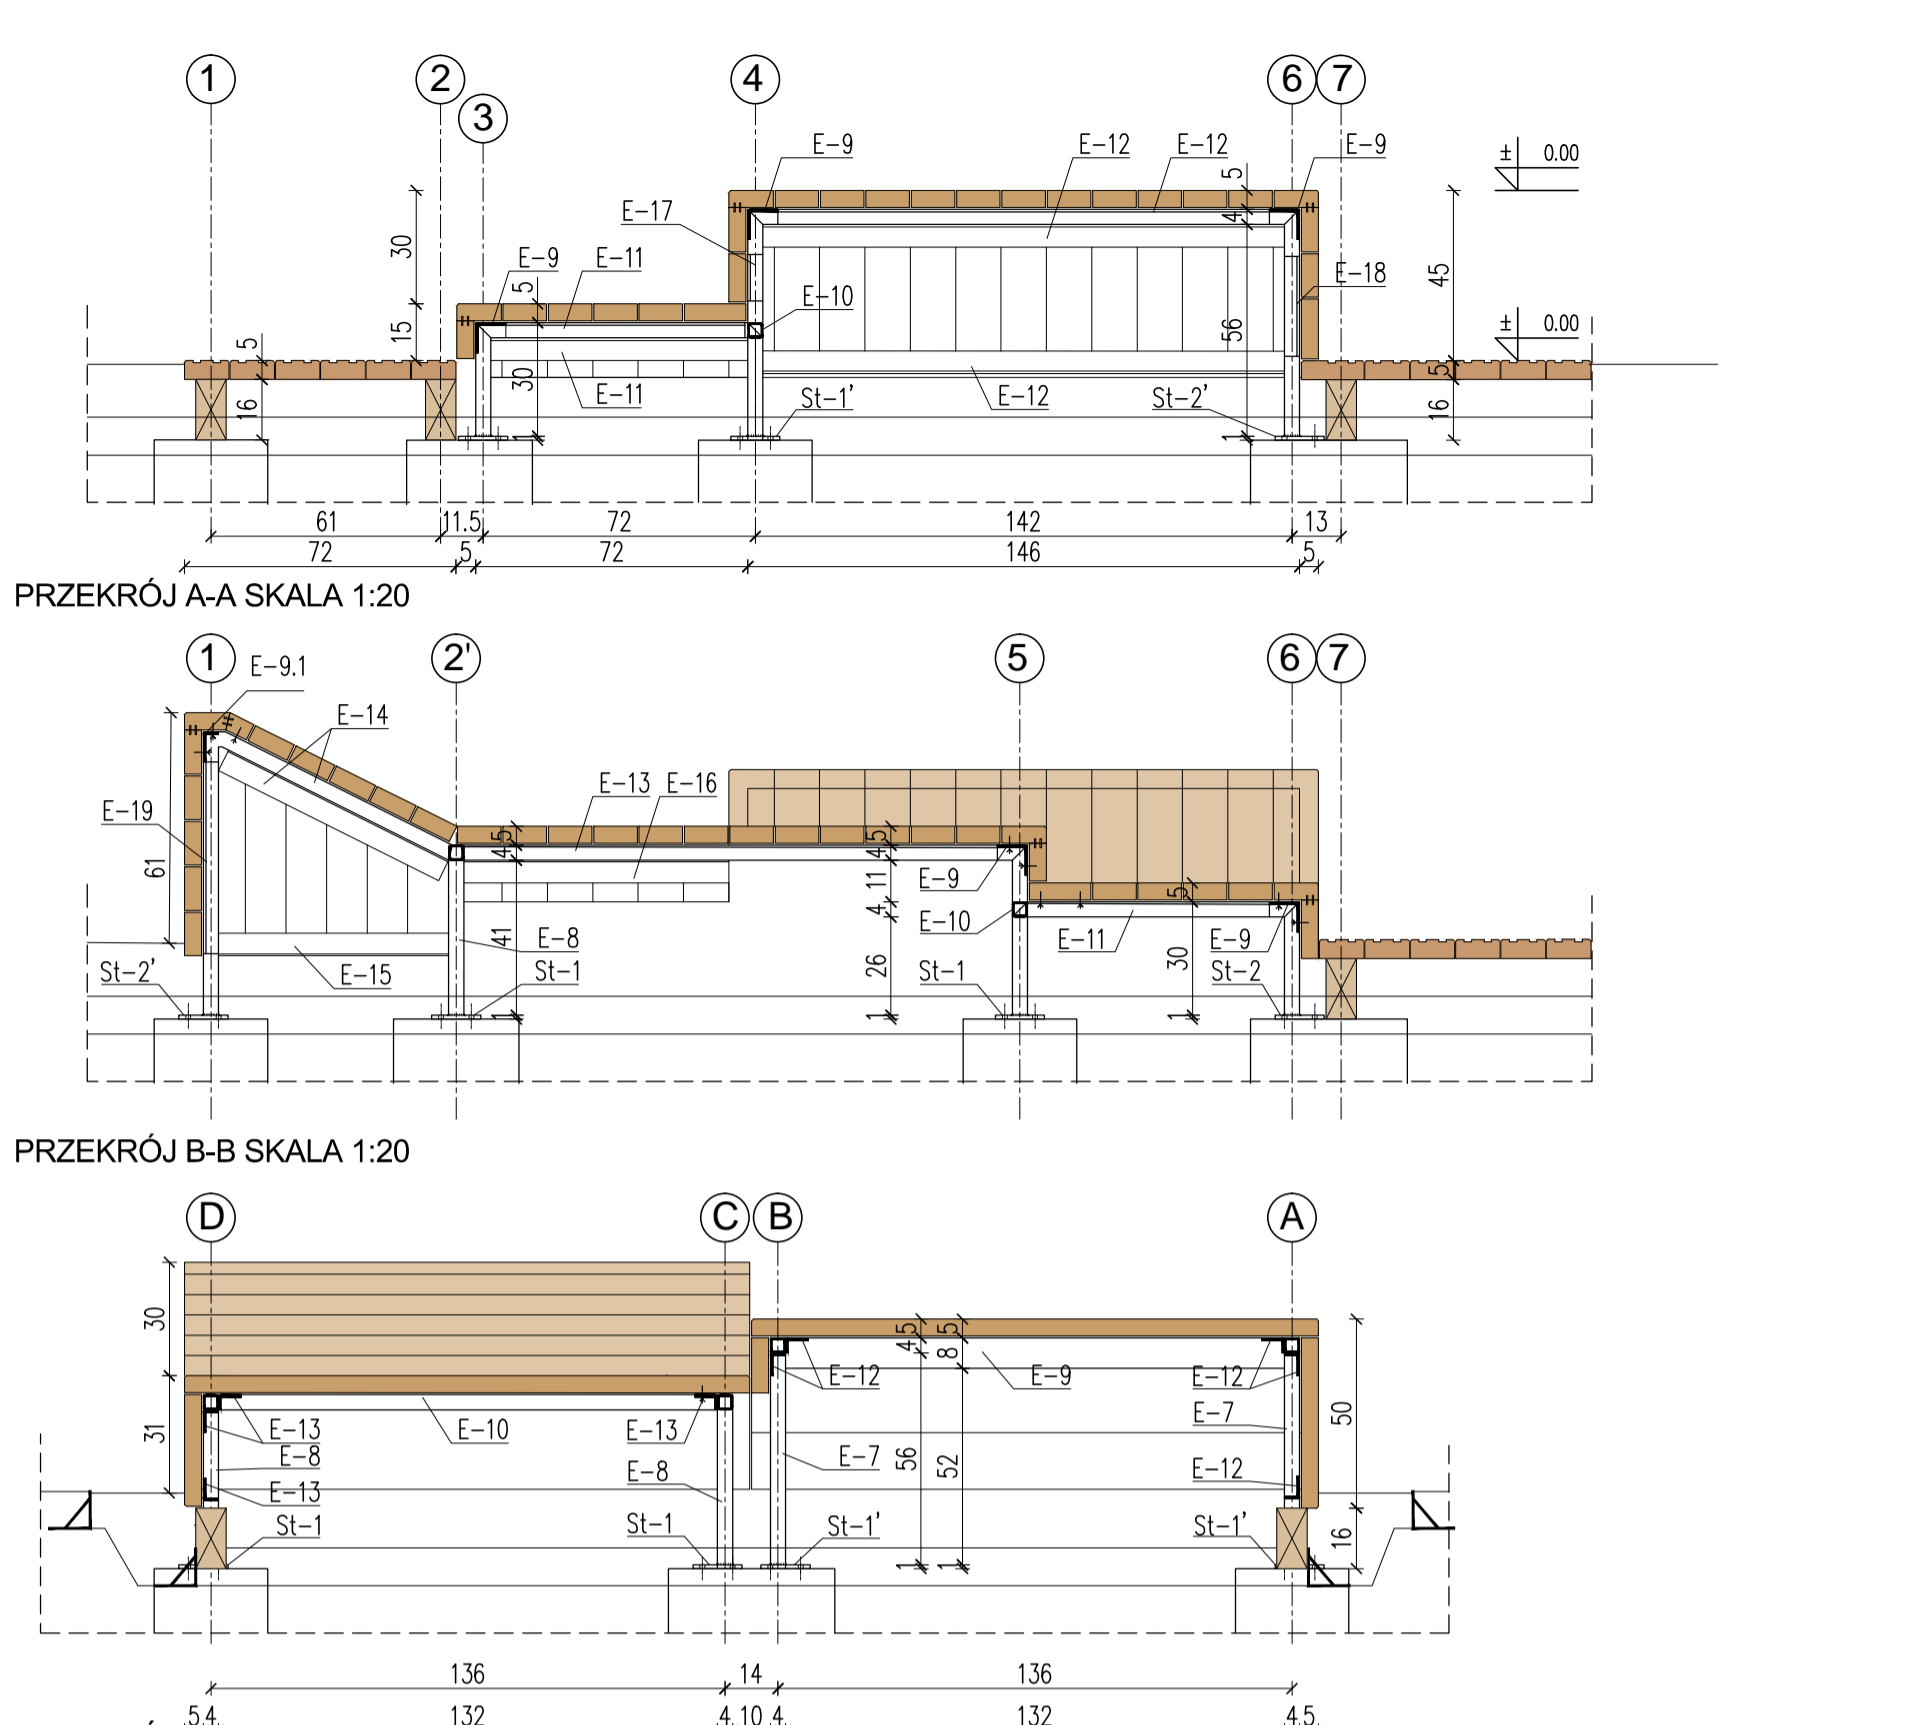 1 2 4 6 7
3
E-9 E-12 E-12 E-9 ± 0.00
5
E-17 4
30 E-9 E-11 5 E-18 45
E-10
5 15 56 ± 0.00
30 5
16 E-11 St-1' E-12 St-2' 16
1 1
61 11.5 72 142 13
72 5 72 146 5
PRZEKRÓJ A-A SKALA 1:20
1 2' 5 6 7
E-9.1
E-14
E-13 E-16
E-19 5 5
61 4 4
11 E-9 5
4 E-10
41 E-8 E-11 E-9
St-2' E-15 St-1 26 St-1 30 St-2
1 1 1
PRZEKRÓJ B-B SKALA 1:20
D C B A
30 5 5
4 8
E-12 E-9 E-12
31 E-13 E-10 E-13 E-7 50
E-8 E-8 E-7 56 52
E-13 E-12
St-1 St-1 St-1' St-1' 16
1 1
136 14 136
5 4 132 4 10 4 132 4 5